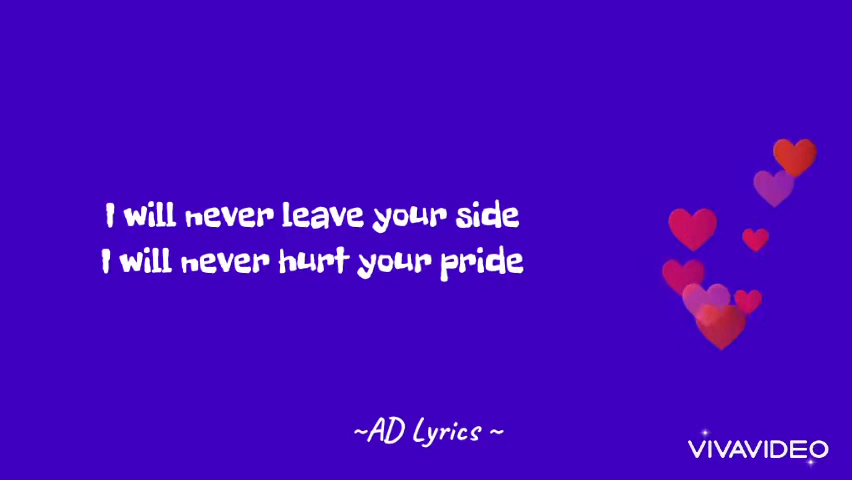 I will never leave your side
I will never hurt your pride
~AD Lyrics ~
VIVAVIDEO